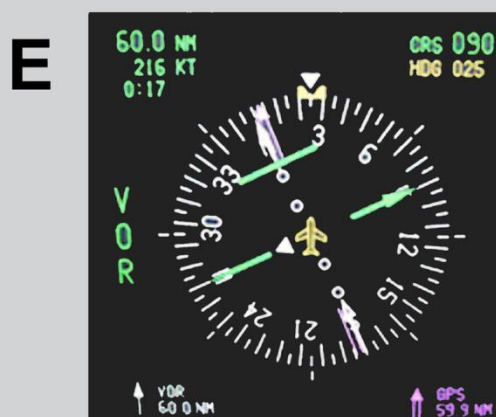 E
60.0 NM
216 KT
0:17
CRS 090
HDG 025
V
O
R
3
6
12
15
21
24
30
33
VOR
60.0 NM
GPS
59.9 NM